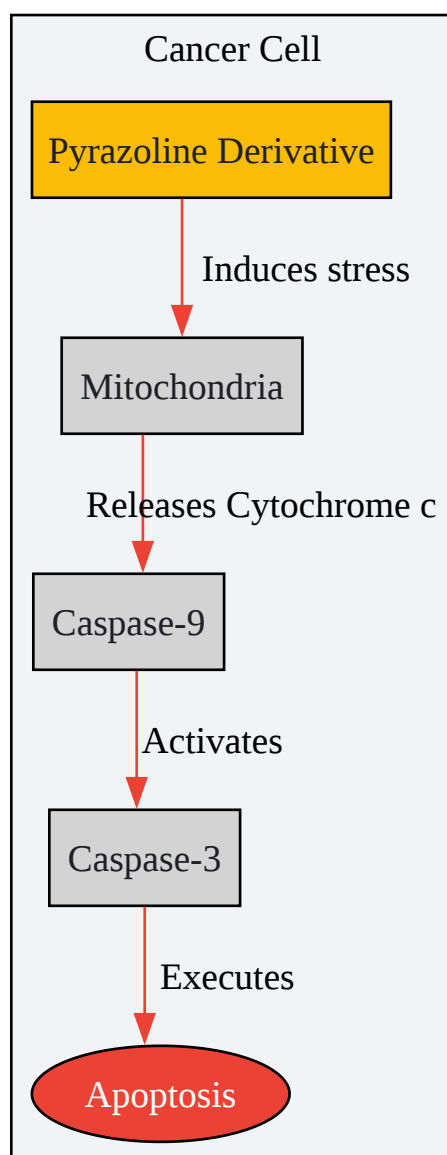 Cancer Cell
Pyrazoline Derivative
Induces stress
Mitochondria
Releases Cytochrome c
Caspase-9
Activates
Caspase-3
Executes
Apoptosis